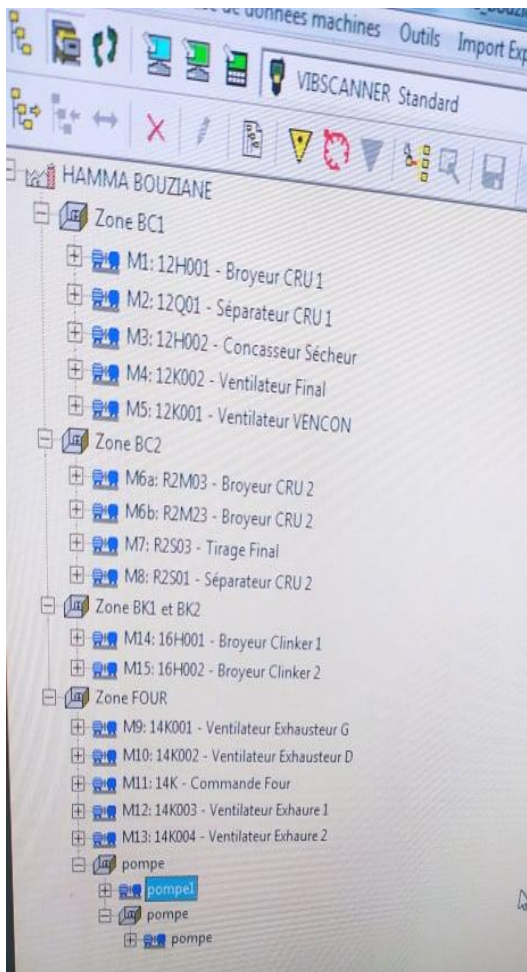 de données machines Outils Import Exp
VIBSCANNER Standard
HAMMA BOUZIANE
Zone BC1
M1: 12H001 - Broyeur CRU 1
M2: 12Q01 - Séparateur CRU 1
M3: 12H002 - Concasseur Sécheur
M4: 12K002 - Ventilateur Final
M5: 12K001 - Ventilateur VENCON
Zone BC2
M6a: R2M03 - Broyeur CRU 2
M6b: R2M23 - Broyeur CRU 2
M7: R2S03 - Tirage Final
M8: R2S01 - Séparateur CRU 2
Zone BK1 et BK2
M14: 16H001 - Broyeur Clinker 1
M15: 16H002 - Broyeur Clinker 2
Zone FOUR
M9: 14K001 - Ventilateur Exhausteur G
M10: 14K002 - Ventilateur Exhausteur D
M11: 14K - Commande Four
M12: 14K003 - Ventilateur Exhaure 1
M13: 14K004 - Ventilateur Exhaure 2
pompe
pompe1
pompe
pompe